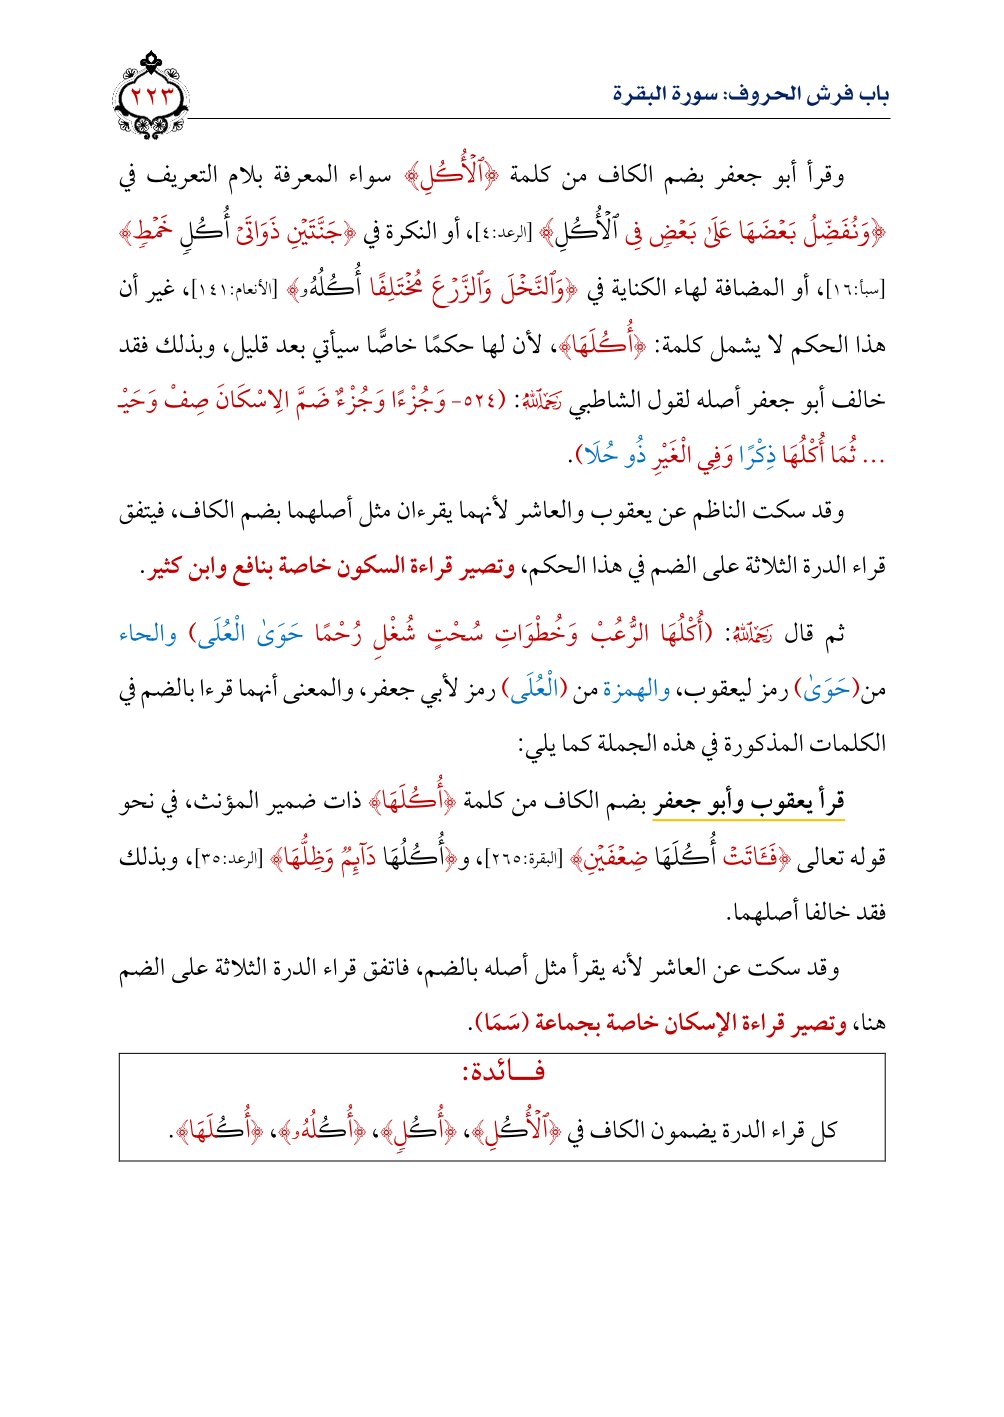 باب فرش الحروف: سورة البقرة
٢٢٣
وقرأ أبو جعفر بضم الكاف من كلمة ﴿ٱلۡأُكُلِ﴾ سواء المعرفة بلام التعريف في
﴿وَنُفَضِّلُ بَعۡضَهَا عَلَىٰ بَعۡضٖ فِي ٱلۡأُكُلِ﴾ [الرعد:٤]، أو النكرة في ﴿جَنَّتَيۡنِ ذَوَاتَيۡ أُكُلٍ خَمۡطٖ﴾
[سبأ:١٦]، أو المضافة لهاء الكناية في ﴿وَٱلنَّخۡلَ وَٱلزَّرۡعَ مُخۡتَلِفًا أُكُلُهُۥ﴾ [الأنعام:١٤١]، غير أن
هذا الحكم لا يشمل كلمة: ﴿أُكُلَهَا﴾، لأن لها حكمًا خاصًّا سيأتي بعد قليل، وبذلك فقد
خالف أبو جعفر أصله لقول الشاطبي رَحِمَهُ ٱللَّهُ: (٥٢٤- وَجُزْءًا وَجُزْءٌ ضَمَّ الِاسْكَانَ صِفْ وَحَيْـ
... ثُمَا أُكْلُهَا ذِكْرًا وَفِي الْغَيْرِ ذُو حُلَا).
وقد سكت الناظم عن يعقوب والعاشر لأنهما يقرءان مثل أصلهما بضم الكاف، فيتفق
قراء الدرة الثلاثة على الضم في هذا الحكم، وتصير قراءة السكون خاصة بنافع وابن كثير.
ثم قال رَحِمَهُ ٱللَّهُ: (أُكْلُهَا الرُّعُبْ وَخُطْوَاتِ سُحْتٍ شُغْلِ رُحْمًا حَوَىٰ الْعُلَى) والحاء
من(حَوَىٰ) رمز ليعقوب، والهمزة من (الْعُلَى) رمز لأبي جعفر، والمعنى أنهما قرءا بالضم في
الكلمات المذكورة في هذه الجملة كما يلي:
قرأ يعقوب وأبو جعفر بضم الكاف من كلمة ﴿أُكُلَهَا﴾ ذات ضمير المؤنث، في نحو
قوله تعالى ﴿فَـَٔاتَتۡ أُكُلَهَا ضِعۡفَيۡنِ﴾ [البقرة:٢٦٥]، و﴿أُكُلُهَا دَآئِمٞ وَظِلُّهَا﴾ [الرعد:٣٥]، وبذلك
فقد خالفا أصلهما.
وقد سكت عن العاشر لأنه يقرأ مثل أصله بالضم، فاتفق قراء الدرة الثلاثة على الضم
هنا، وتصير قراءة الإسكان خاصة بجماعة (سَمَا).
فـــائدة:
كل قراء الدرة يضمون الكاف في ﴿ٱلۡأُكُلِ﴾، ﴿أُكُلٍ﴾، ﴿أُكُلُهُۥ﴾، ﴿أُكُلَهَا﴾.